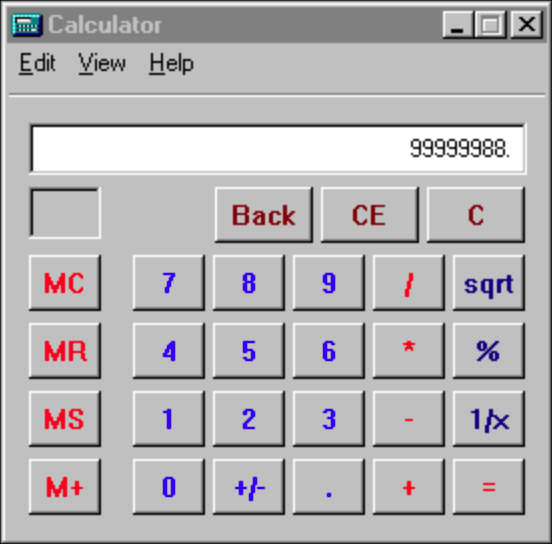 Calculator
Edit View Help
99999988.
Back CE C
MC 7 8 9 / sqrt
MR 4 5 6 * %
MS 1 2 3 - 1/x
M+ 0 +/- . + =